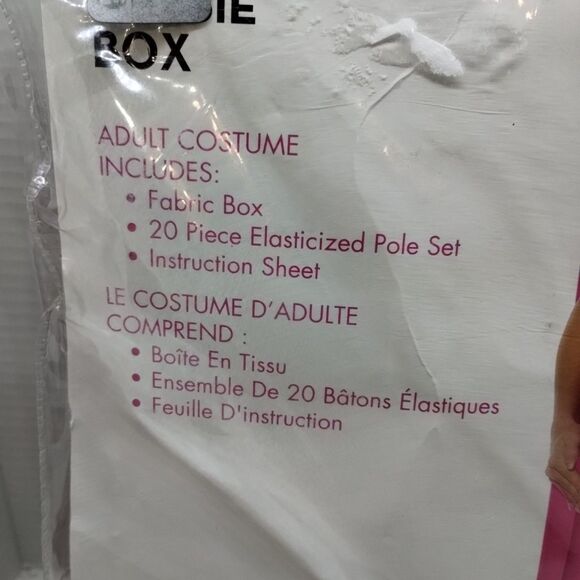 BOX
ADULT COSTUME
INCLUDES:
• Fabric Box
• 20 Piece Elasticized Pole Set
• Instruction Sheet
LE COSTUME D'ADULTE
COMPREND :
• Boîte En Tissu
• Ensemble De 20 Bâtons Élastiques
• Feuille D'instruction